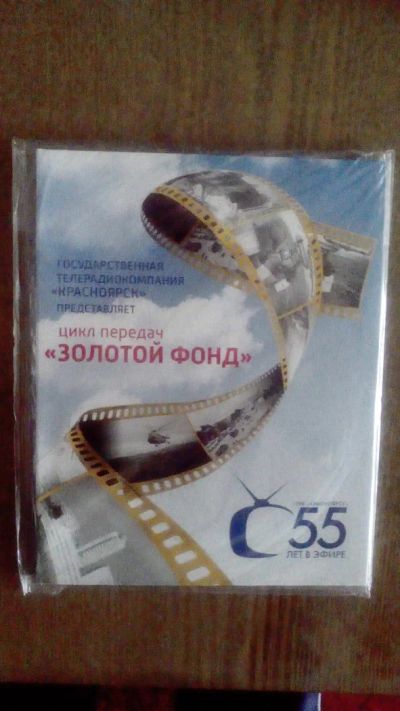 ГОСУДАРСТВЕННАЯ
ТЕЛЕРАДИОКОМПАНИЯ
«КРАСНОЯРСК»
ПРЕДСТАВЛЯЕТ
цикл передач
«ЗОЛОТОЙ ФОНД»
55
ЛЕТ В ЭФИРЕ